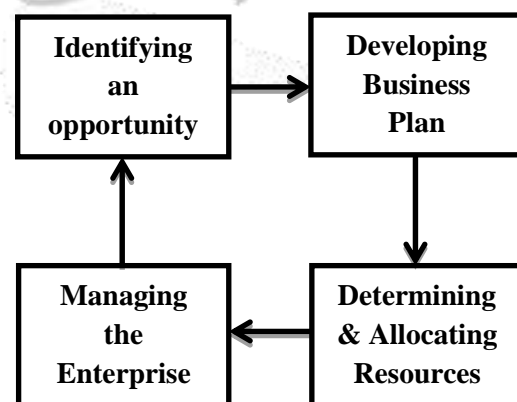 Identifying
an
opportunity
Developing
Business
Plan
Determining
& Allocating
Resources
Managing
the
Enterprise